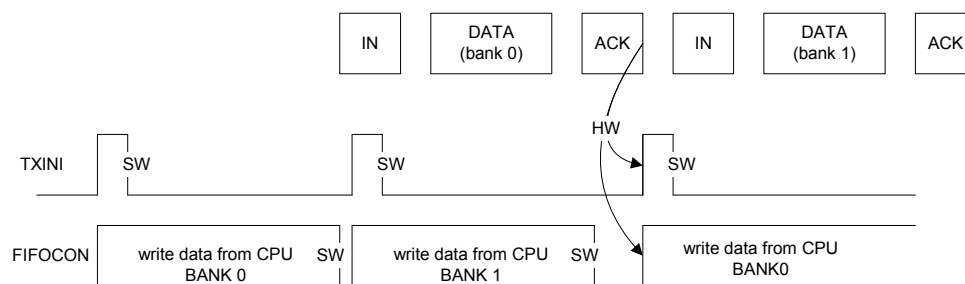 IN
DATA
(bank 0)
ACK
IN
DATA
(bank 1)
ACK
HW
TXINI
SW
SW
SW
FIFOCON
write data from CPU
BANK 0
SW
write data from CPU
BANK 1
SW
write data from CPU
BANK0